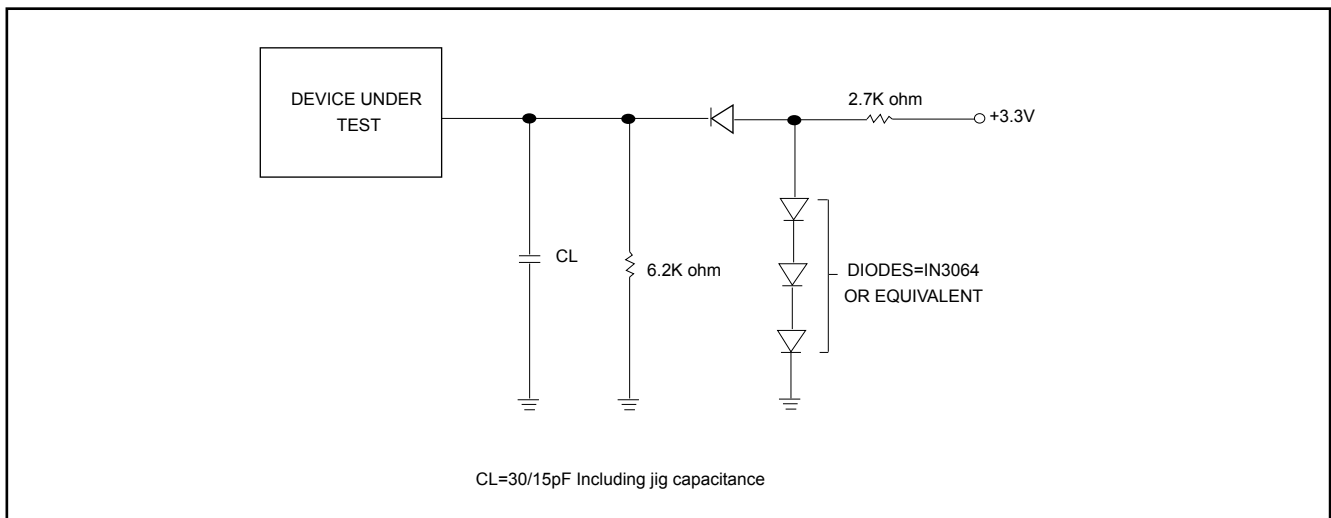 DEVICE UNDER
TEST
2.7K ohm
+3.3V
CL
6.2K ohm
DIODES=IN3064
OR EQUIVALENT
CL=30/15pF Including jig capacitance